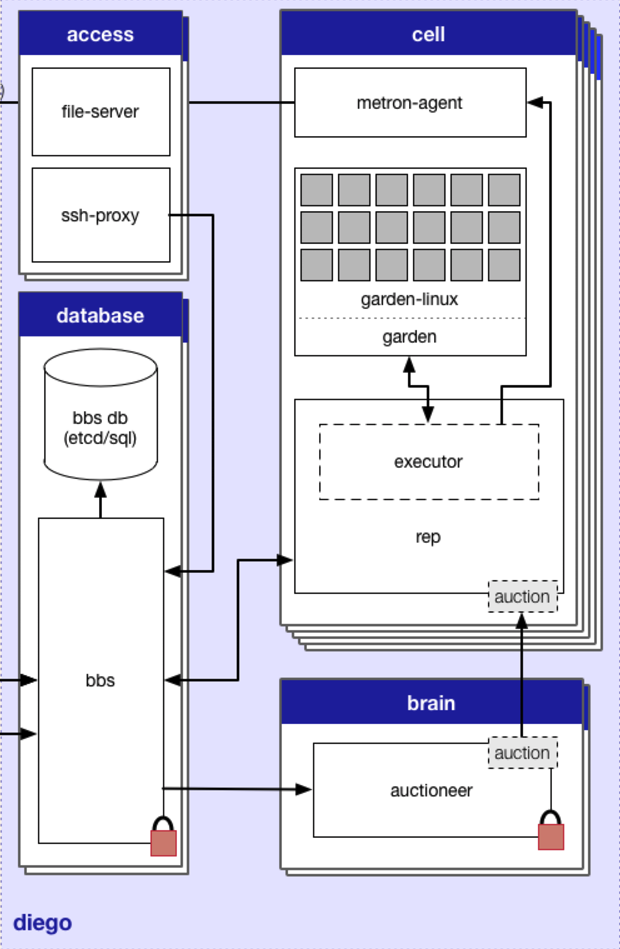 access
file-server
ssh-proxy
database
bbs db
(etcd/sql)
bbs
cell
metron-agent
garden-linux
garden
executor
rep
auction
brain
auction
auctioneer
diego